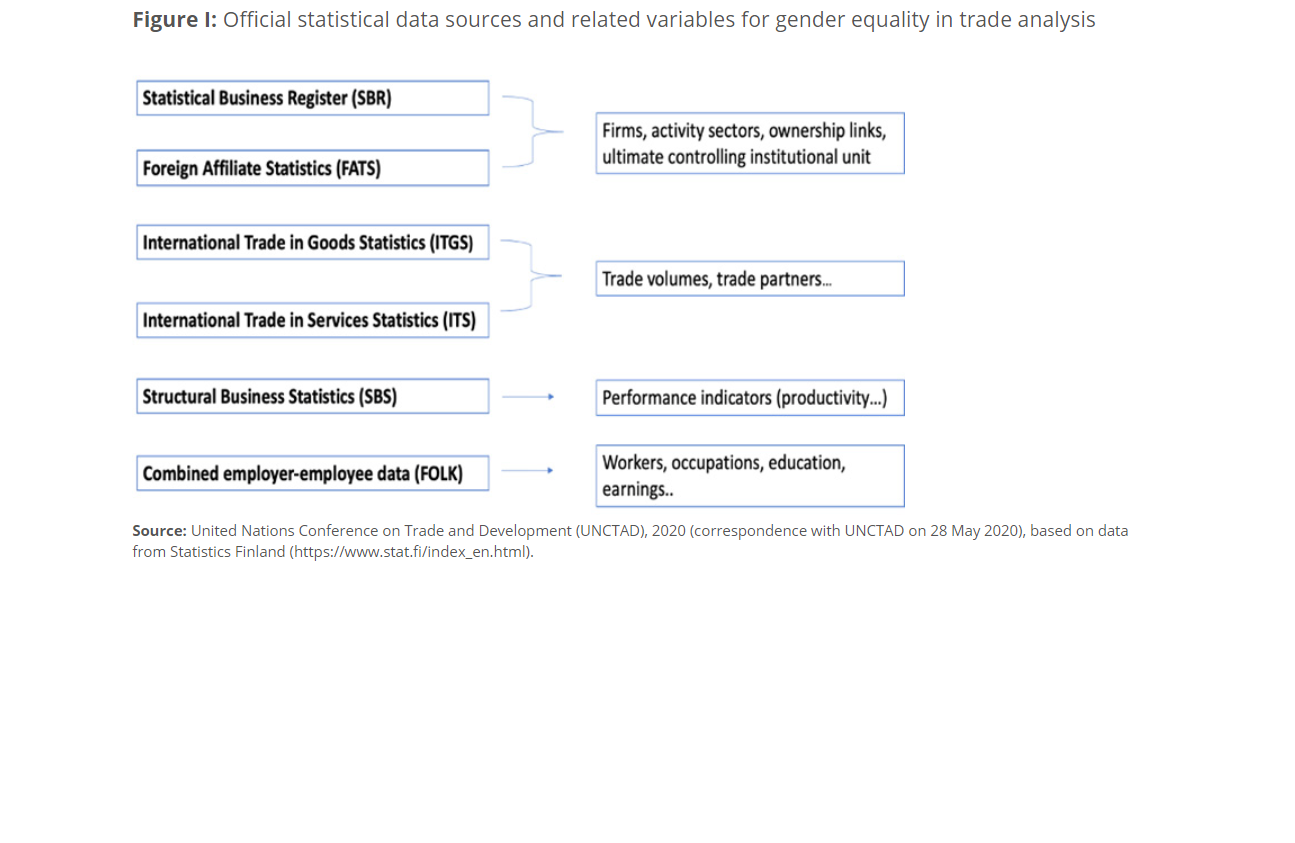 Figure I: Official statistical data sources and related variables for gender equality in trade analysis
Statistical Business Register (SBR)
Foreign Affiliate Statistics (FATS)
Firms, activity sectors, ownership links,
ultimate controlling institutional unit
International Trade in Goods Statistics (ITGS)
International Trade in Services Statistics (ITS)
Trade volumes, trade partners...
Structural Business Statistics (SBS)
Performance indicators (productivity...)
Combined employer-employee data (FOLK)
Workers, occupations, education,
earnings..
Source: United Nations Conference on Trade and Development (UNCTAD), 2020 (correspondence with UNCTAD on 28 May 2020), based on data
from Statistics Finland (https://www.stat.fi/index_en.html).